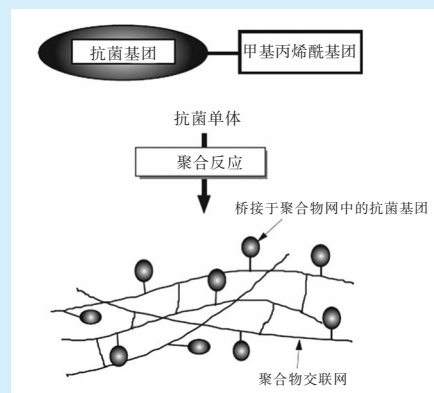 抗菌基团
甲基丙烯酰基团
抗菌单体
聚合反应
桥接于聚合物网中的抗菌基团
聚合物交联网